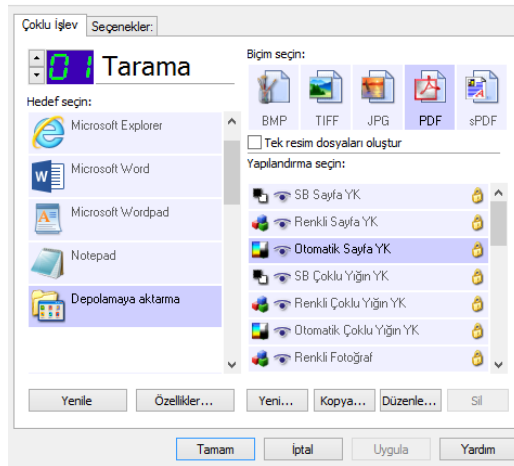 Çoklu İşlev
Seçenekler:
01 Tarama
Hedef seçin:
Microsoft Explorer
Microsoft Word
Microsoft Wordpad
Notepad
Depolamaya aktarma
Biçim seçin:
BMP TIFF JPG PDF sPDF
Tek resim dosyaları oluştur
Yapılandırma seçin:
SB Sayfa YK
Renkli Sayfa YK
Otomatik Sayfa YK
SB Çoklu Yığın YK
Renkli Çoklu Yığın YK
Otomatik Çoklu Yığın YK
Renkli Fotoğraf
Yenile Özellikler... Yeni... Kopya... Düzenle... Sil
Tamam İptal Uygula Yardım